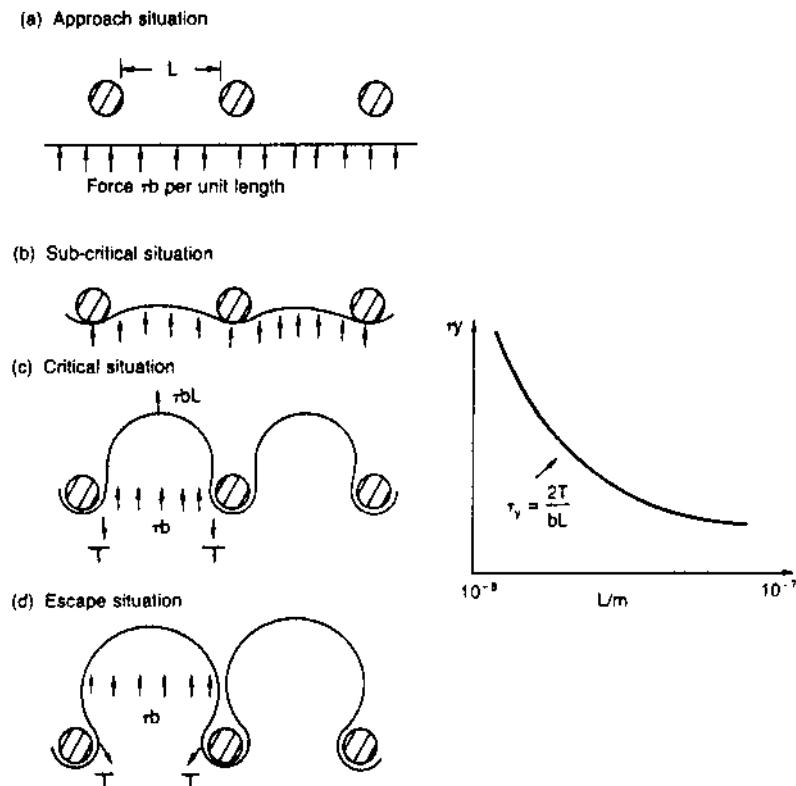 (a) Approach situation
L
Force τb per unit length
(b) Sub-critical situation
(c) Critical situation
τbL
τb
T T
(d) Escape situation
τb
T T
τy
τy = 2T / bL
10⁻⁸ L/m 10⁻⁷